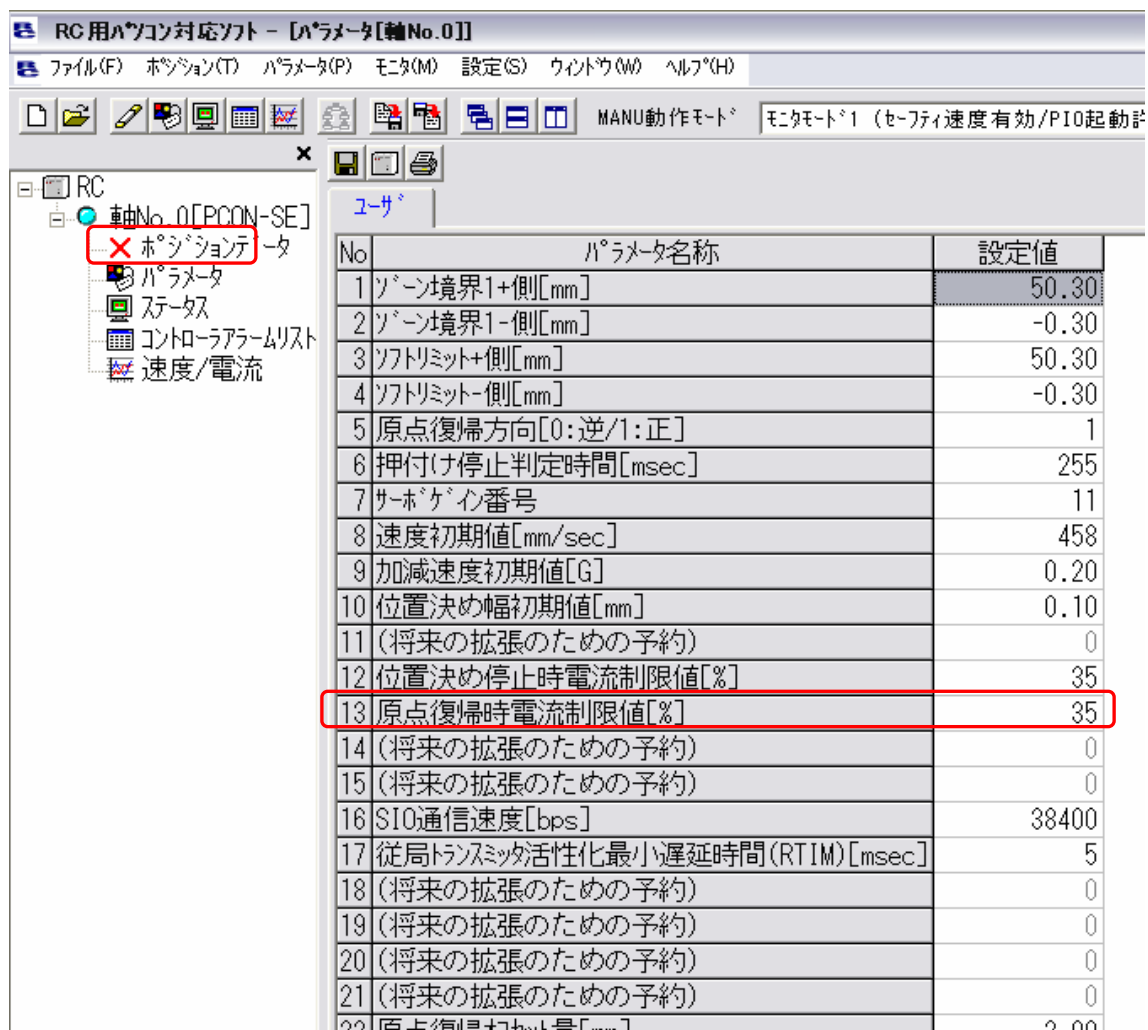 RC用ﾊﾟｿｺﾝ対応ｿﾌﾄ - [ﾊﾟﾗﾒｰﾀ[軸No.0]]
ﾌｧｲﾙ(F) ﾎﾟｼﾞｼｮﾝ(T) ﾊﾟﾗﾒｰﾀ(P) ﾓﾆﾀ(M) 設定(S) ｳｨﾝﾄﾞｳ(W) ﾍﾙﾌﾟ(H)
MANU動作ﾓｰﾄﾞ ﾓﾆﾀﾓｰﾄﾞ1 (ｾｰﾌﾃｨ速度有効/PIO起動
RC
軸No.0[PCON-SE]
ﾎﾟｼﾞｼｮﾝﾃﾞｰﾀ
ﾊﾟﾗﾒｰﾀ
ｽﾃｰﾀｽ
ｺﾝﾄﾛｰﾗｱﾗｰﾑﾘｽﾄ
速度/電流
ﾕｰｻﾞ
No ﾊﾟﾗﾒｰﾀ名称 設定値
1 ｿﾞｰﾝ境界1+側[mm] 50.30
2 ｿﾞｰﾝ境界1-側[mm] -0.30
3 ｿﾌﾄﾘﾐｯﾄ+側[mm] 50.30
4 ｿﾌﾄﾘﾐｯﾄ-側[mm] -0.30
5 原点復帰方向[0:逆/1:正] 1
6 押付け停止判定時間[msec] 255
7 ｻｰﾎﾞｹﾞｲﾝ番号 11
8 速度初期値[mm/sec] 458
9 加減速度初期値[G] 0.20
10 位置決め幅初期値[mm] 0.10
11 (将来の拡張のための予約) 0
12 位置決め停止時電流制限値[%] 35
13 原点復帰時電流制限値[%] 35
14 (将来の拡張のための予約) 0
15 (将来の拡張のための予約) 0
16 SIO通信速度[bps] 38400
17 従局ﾄﾗﾝｽﾐｯﾀ活性化最小遅延時間(RTIM)[msec] 5
18 (将来の拡張のための予約) 0
19 (将来の拡張のための予約) 0
20 (将来の拡張のための予約) 0
21 (将来の拡張のための予約) 0